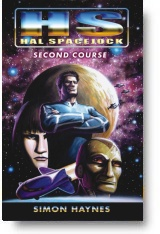 HS
HAL SPACEJOCK
SECOND COURSE
SIMON HAYNES